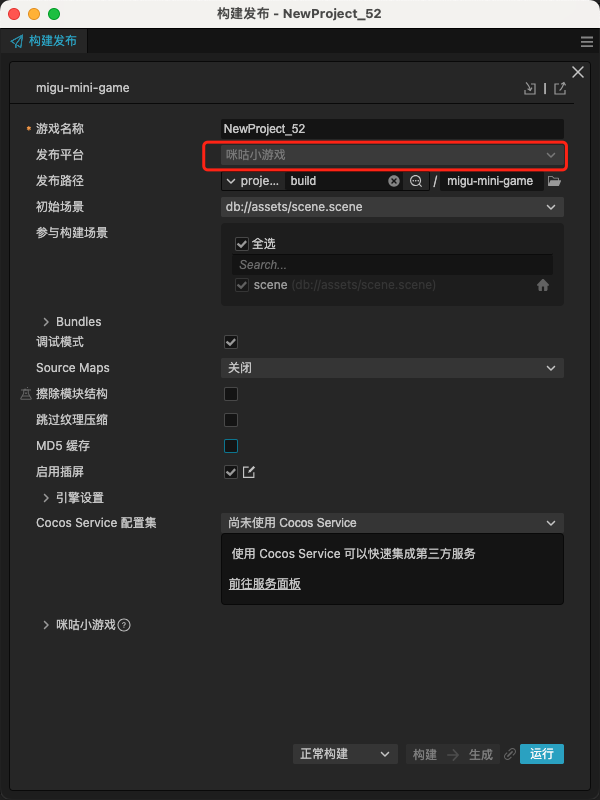 构建发布 - NewProject_52
构建发布
migu-mini-game
游戏名称 NewProject_52
发布平台 咪咕小游戏
发布路径 proje... build / migu-mini-game
初始场景 db://assets/scene.scene
参与构建场景
全选
Search...
scene (db://assets/scene.scene)
Bundles
调试模式
Source Maps 关闭
擦除模块结构
跳过纹理压缩
MD5 缓存
启用插屏
引擎设置
Cocos Service 配置集 尚未使用 Cocos Service
使用 Cocos Service 可以快速集成第三方服务
前往服务面板
咪咕小游戏 ?
正常构建 构建 生成 运行